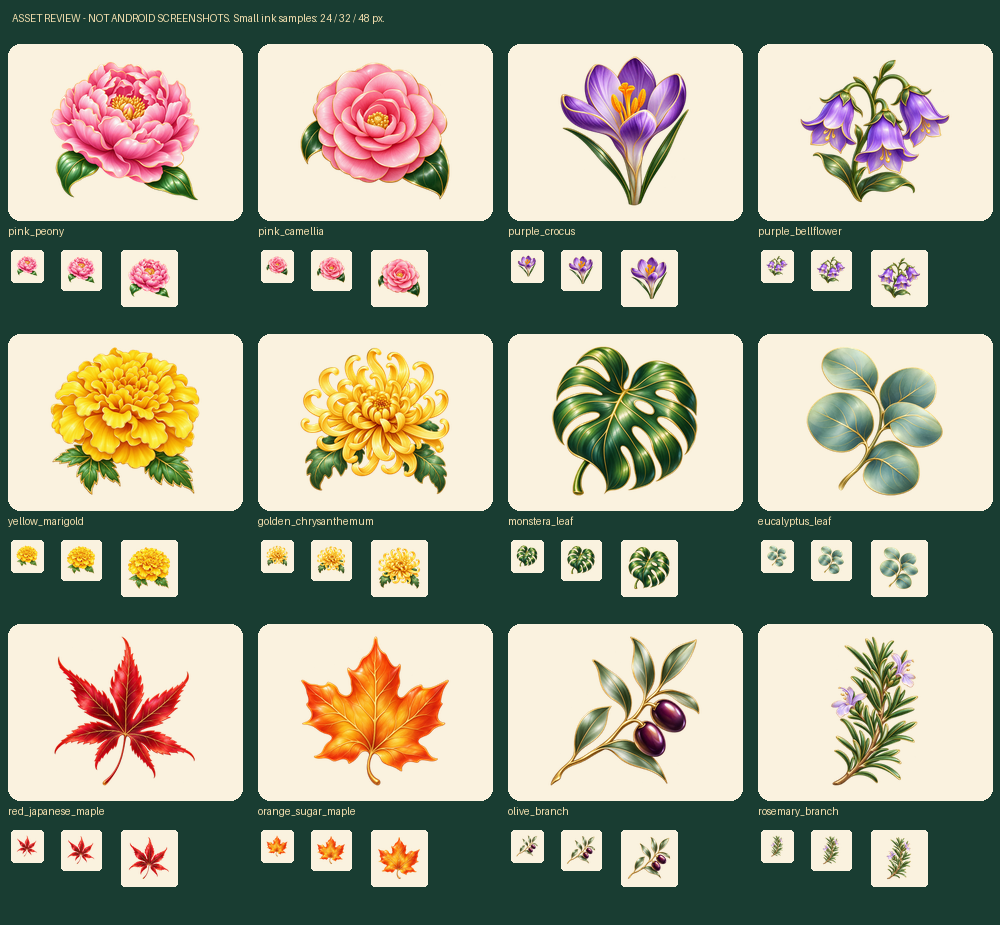 ASSET REVIEW - NOT ANDROID SCREENSHOTS. Small ink samples: 24 / 32 / 48 px.
pink_peony
pink_camellia
purple_crocus
purple_bellflower
yellow_marigold
golden_chrysanthemum
monstera_leaf
eucalyptus_leaf
red_japanese_maple
orange_sugar_maple
olive_branch
rosemary_branch